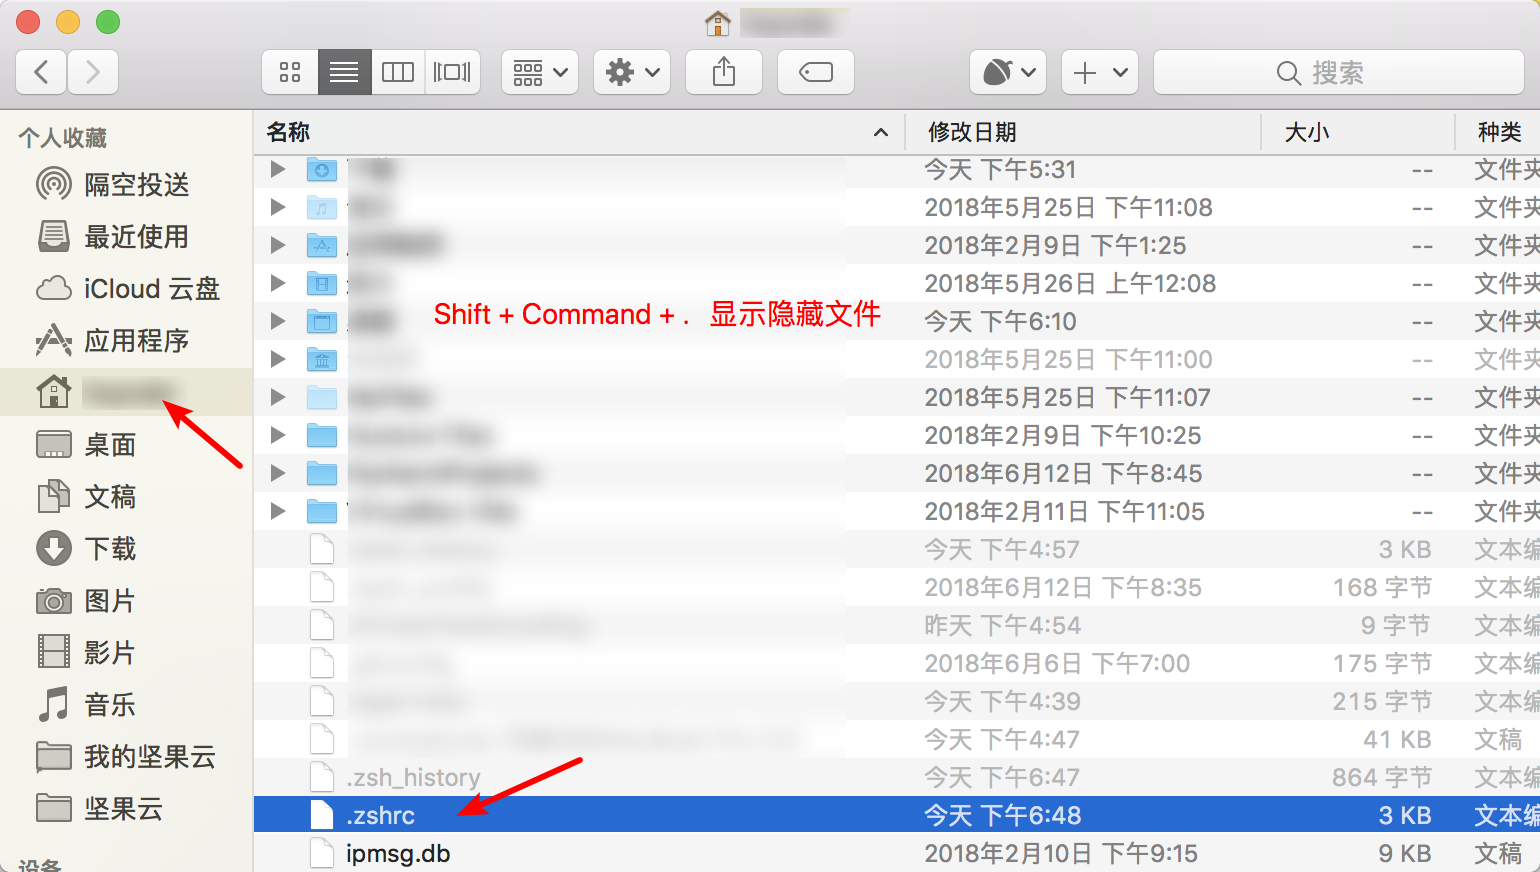 搜索
个人收藏
隔空投送
最近使用
iCloud 云盘
应用程序
桌面
文稿
下载
图片
影片
音乐
我的坚果云
坚果云
设备
名称 修改日期 大小 种类
今天 下午5:31 -- 文件夹
2018年5月25日 下午11:08 -- 文件夹
2018年2月9日 下午1:25 -- 文件夹
2018年5月26日 上午12:08 -- 文件夹
Shift + Command + . 显示隐藏文件
今天 下午6:10 -- 文件夹
2018年5月25日 下午11:00 -- 文件夹
2018年5月25日 下午11:07 -- 文件夹
2018年2月9日 下午10:25 -- 文件夹
2018年6月12日 下午8:45 -- 文件夹
2018年2月11日 下午11:05 -- 文件夹
今天 下午4:57 3 KB 文本编
2018年6月12日 下午8:35 168 字节 文本编
昨天 下午4:54 9 字节 文本编
2018年6月6日 下午7:00 175 字节 文本编
今天 下午4:39 215 字节 文本编
今天 下午4:47 41 KB 文稿
.zsh_history 今天 下午6:47 864 字节 文本编
.zshrc 今天 下午6:48 3 KB 文本编
ipmsg.db 2018年2月10日 下午9:15 9 KB 文稿